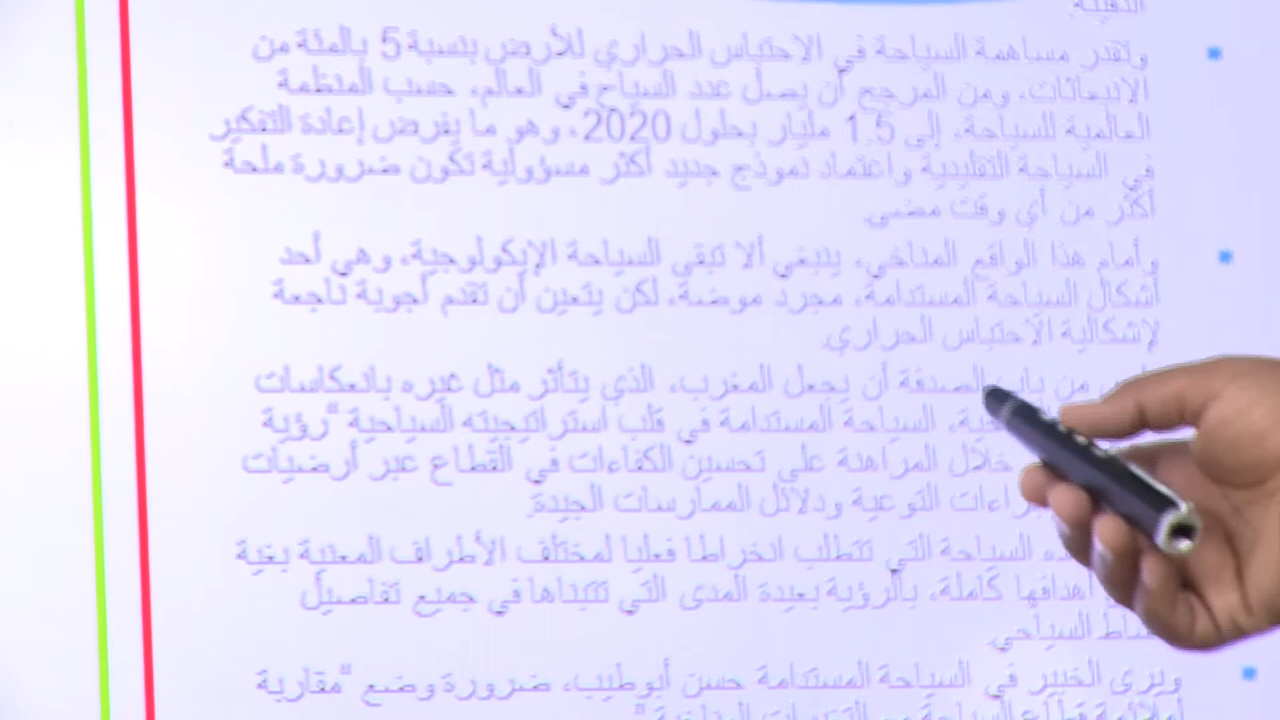 التقليدية.
وتقدر مساهمة السياحة في الاحتباس الحراري للأرض بنسبة 5 بالمئة من
الانبعاثات، ومن المرجح أن يصل عدد السياح في العالم، حسب المنظمة
العالمية للسياحة، إلى 1.5 مليار بحلول 2020، وهو ما يفرض إعادة التفكير
في السياحة التقليدية واعتماد نموذج جديد أكثر مسؤولية تكون ضرورة ملحة
أكثر من أي وقت مضى.
وأمام هذا الواقع المناخي، ينبغي ألا تبقى السياحة الإيكولوجية، وهي أحد
أشكال السياحة المستدامة، مجرد موضة، لكن يتعين أن تقدم أجوبة ناجعة
لإشكالية الاحتباس الحراري.
من باب الصدفة أن يجعل المغرب، الذي يتأثر مثل غيره بانعكاسات
السياحة المستدامة في قلب استراتيجيته السياحية "رؤية
خلال المراهنة على تحسين الكفاءات في القطاع عبر أرضيات
التوعية ودلائل الممارسات الجيدة.
السياحة التي تتطلب انخراطا فعليا لمختلف الأطراف المعنية بغية
أهدافها كاملة، بالرؤية بعيدة المدى التي تتبناها في جميع تفاصيل
السياحي.
ويرى الخبير في السياحة المستدامة حسن أبوطيب، ضرورة وضع "مقاربة
لملائمة قطاع السياحة مع التغيرات المناخية"